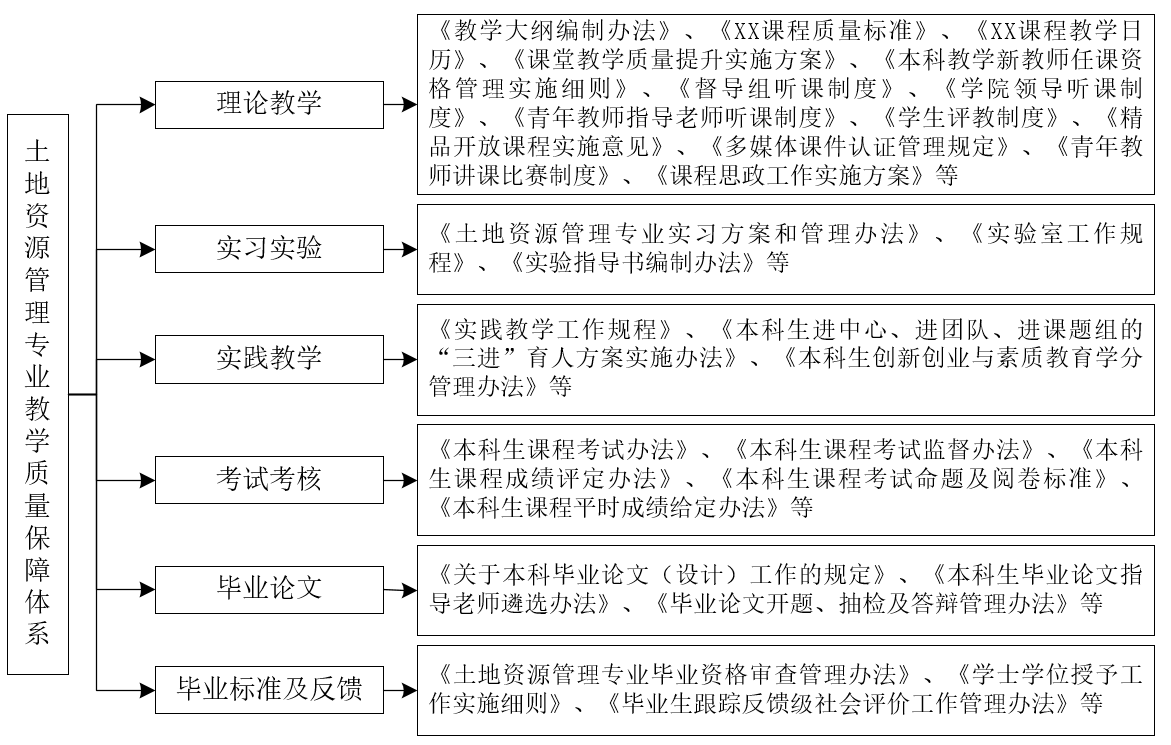 土地资源管理专业教学质量保障体系
理论教学
《教学大纲编制办法》、《XX课程质量标准》、《XX课程教学日
历》、《课堂教学质量提升实施方案》、《本科教学新教师任课资
格管理实施细则》、《督导组听课制度》、《学院领导听课制
度》、《青年教师指导老师听课制度》、《学生评教制度》、《精
品开放课程实施意见》、《多媒体课件认证管理规定》、《青年教
师讲课比赛制度》、《课程思政工作实施方案》等
实习实验
《土地资源管理专业实习方案和管理办法》、《实验室工作规
程》、《实验指导书编制办法》等
实践教学
《实践教学工作规程》、《本科生进中心、进团队、进课题组的
“三进”育人方案实施办法》、《本科生创新创业与素质教育学分
管理办法》等
考试考核
《本科生课程考试办法》、《本科生课程考试监督办法》、《本科
生课程成绩评定办法》、《本科生课程考试命题及阅卷标准》、
《本科生课程平时成绩给定办法》等
毕业论文
《关于本科毕业论文（设计）工作的规定》、《本科生毕业论文指
导老师遴选办法》、《毕业论文开题、抽检及答辩管理办法》等
毕业标准及反馈
《土地资源管理专业毕业资格审查管理办法》、《学士学位授予工
作实施细则》、《毕业生跟踪反馈级社会评价工作管理办法》等